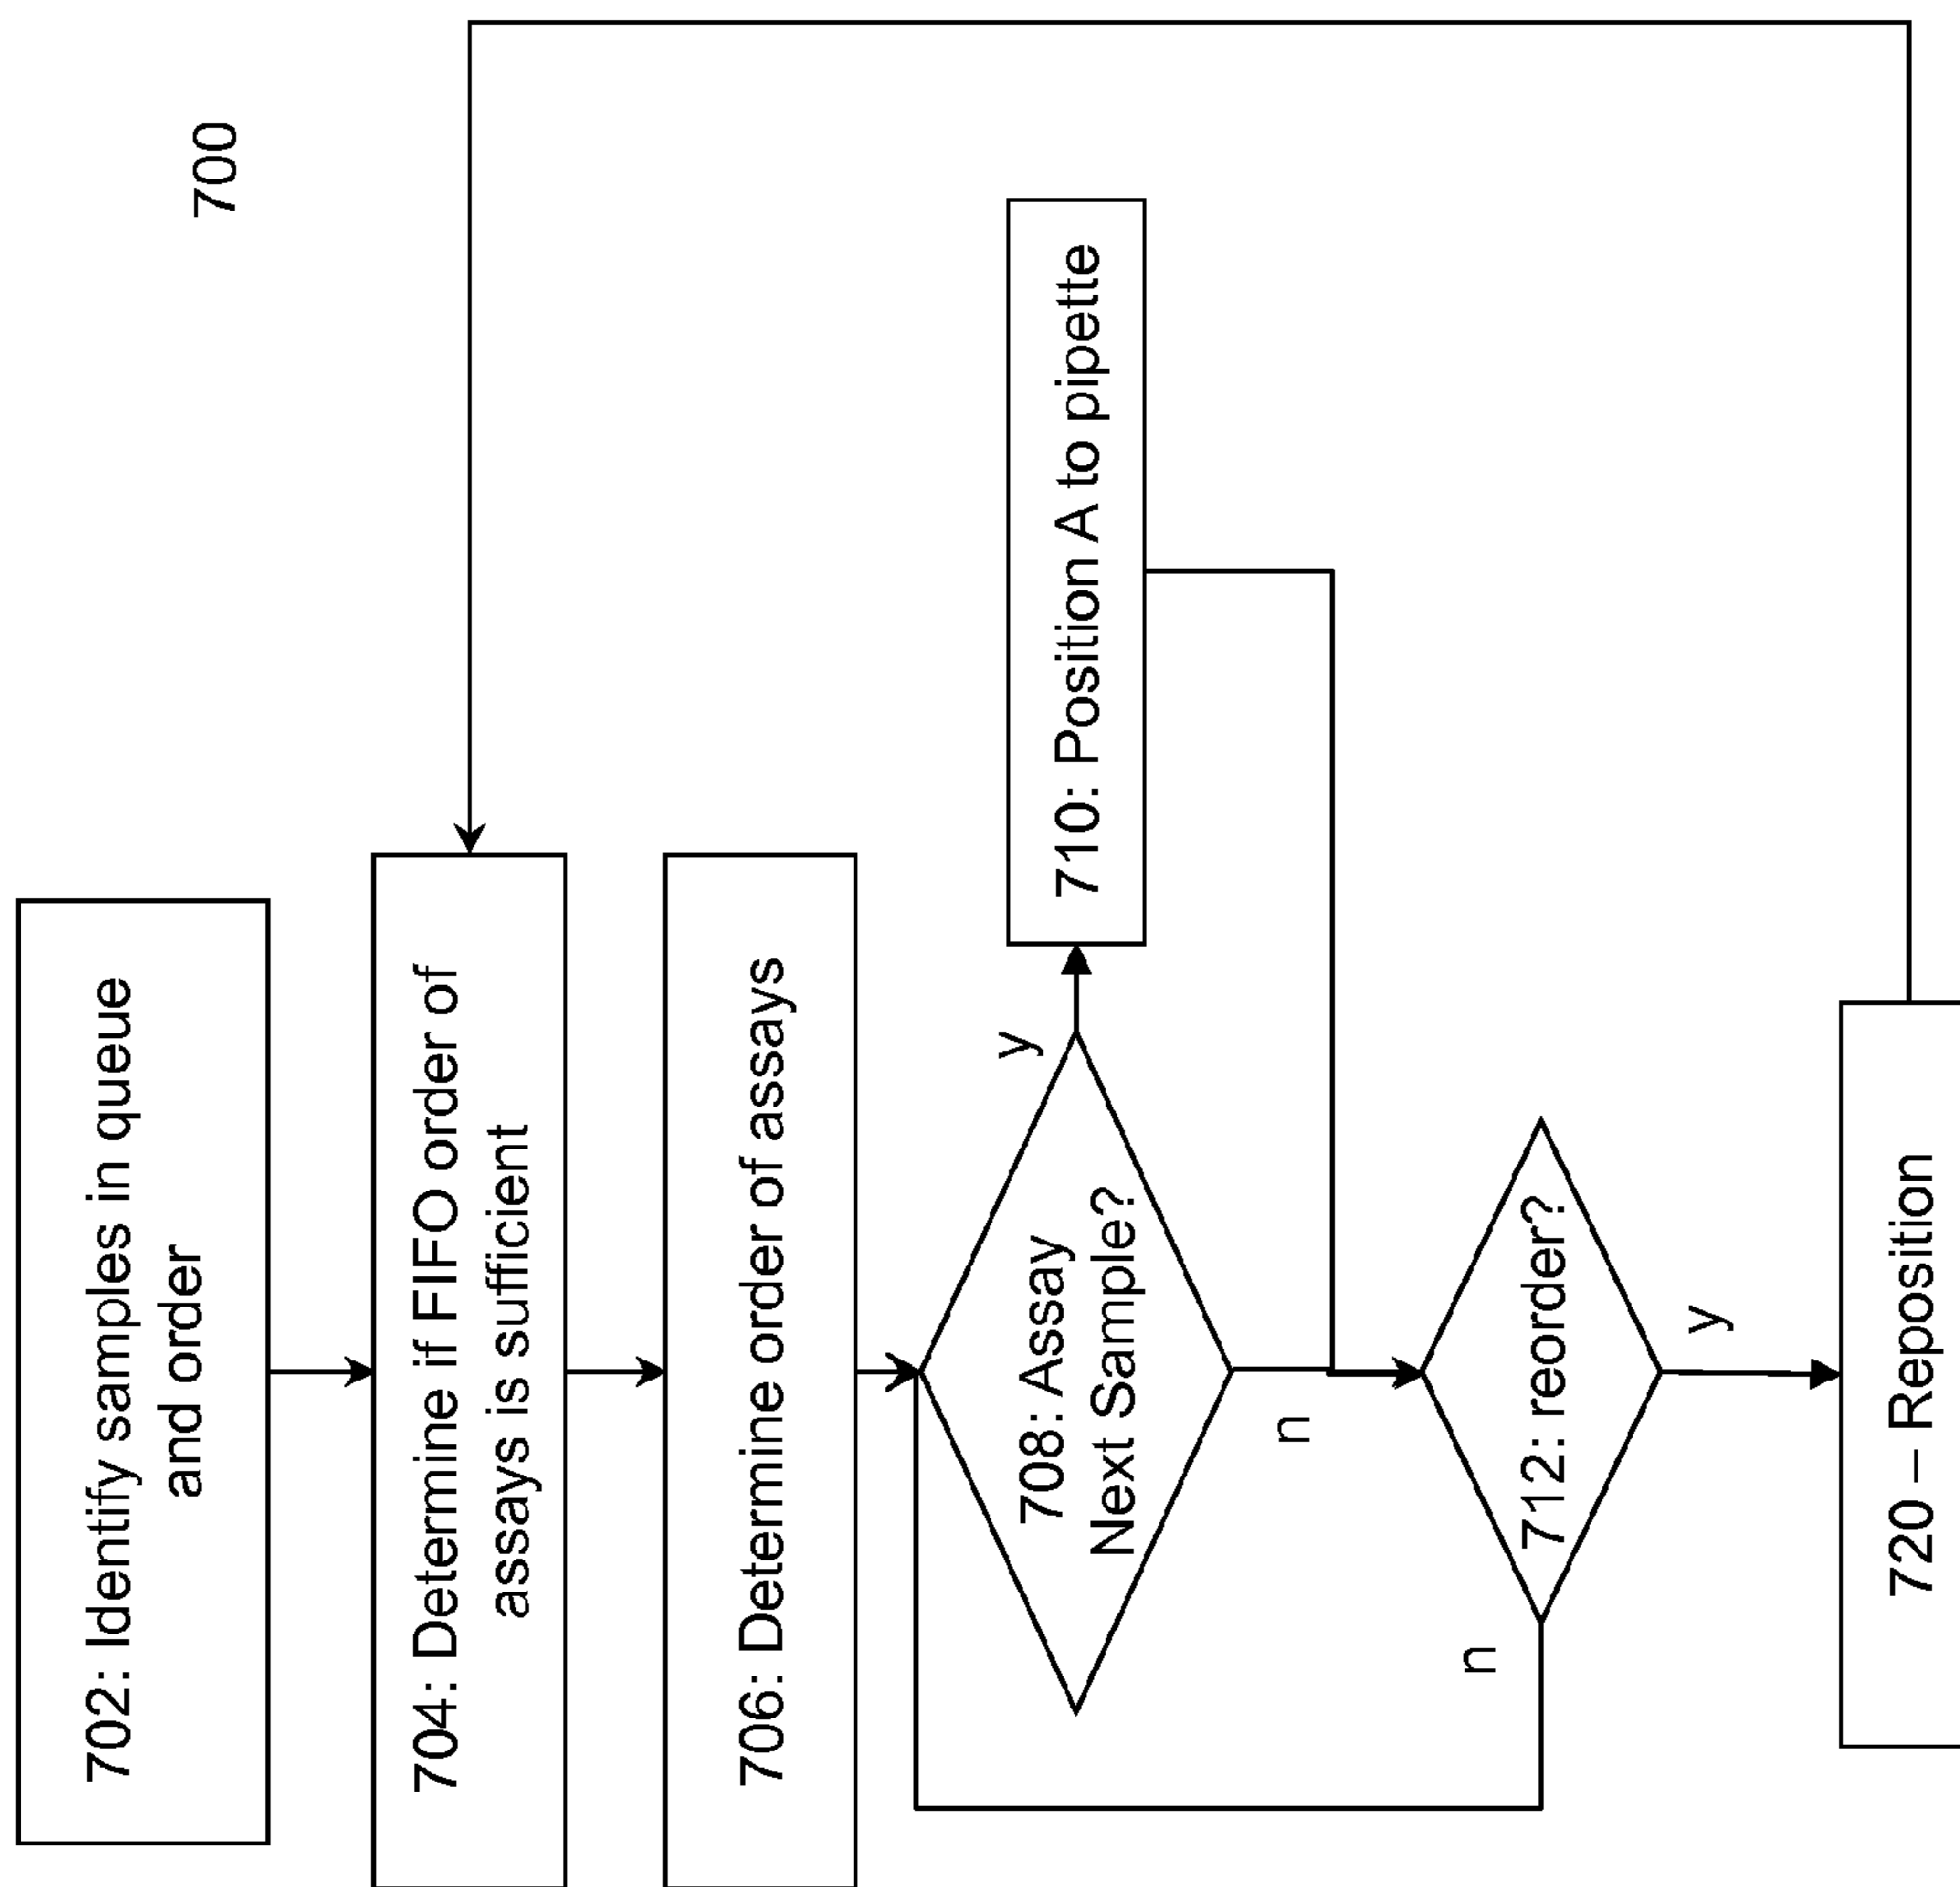 700
702: Identify samples in queue
and order
704: Determine if FIFO order of
assays is sufficient
706: Determine order of assays
708: Assay
Next Sample?
y
710: Position A to pipette
n
712: reorder?
n
y
720 – Reposition